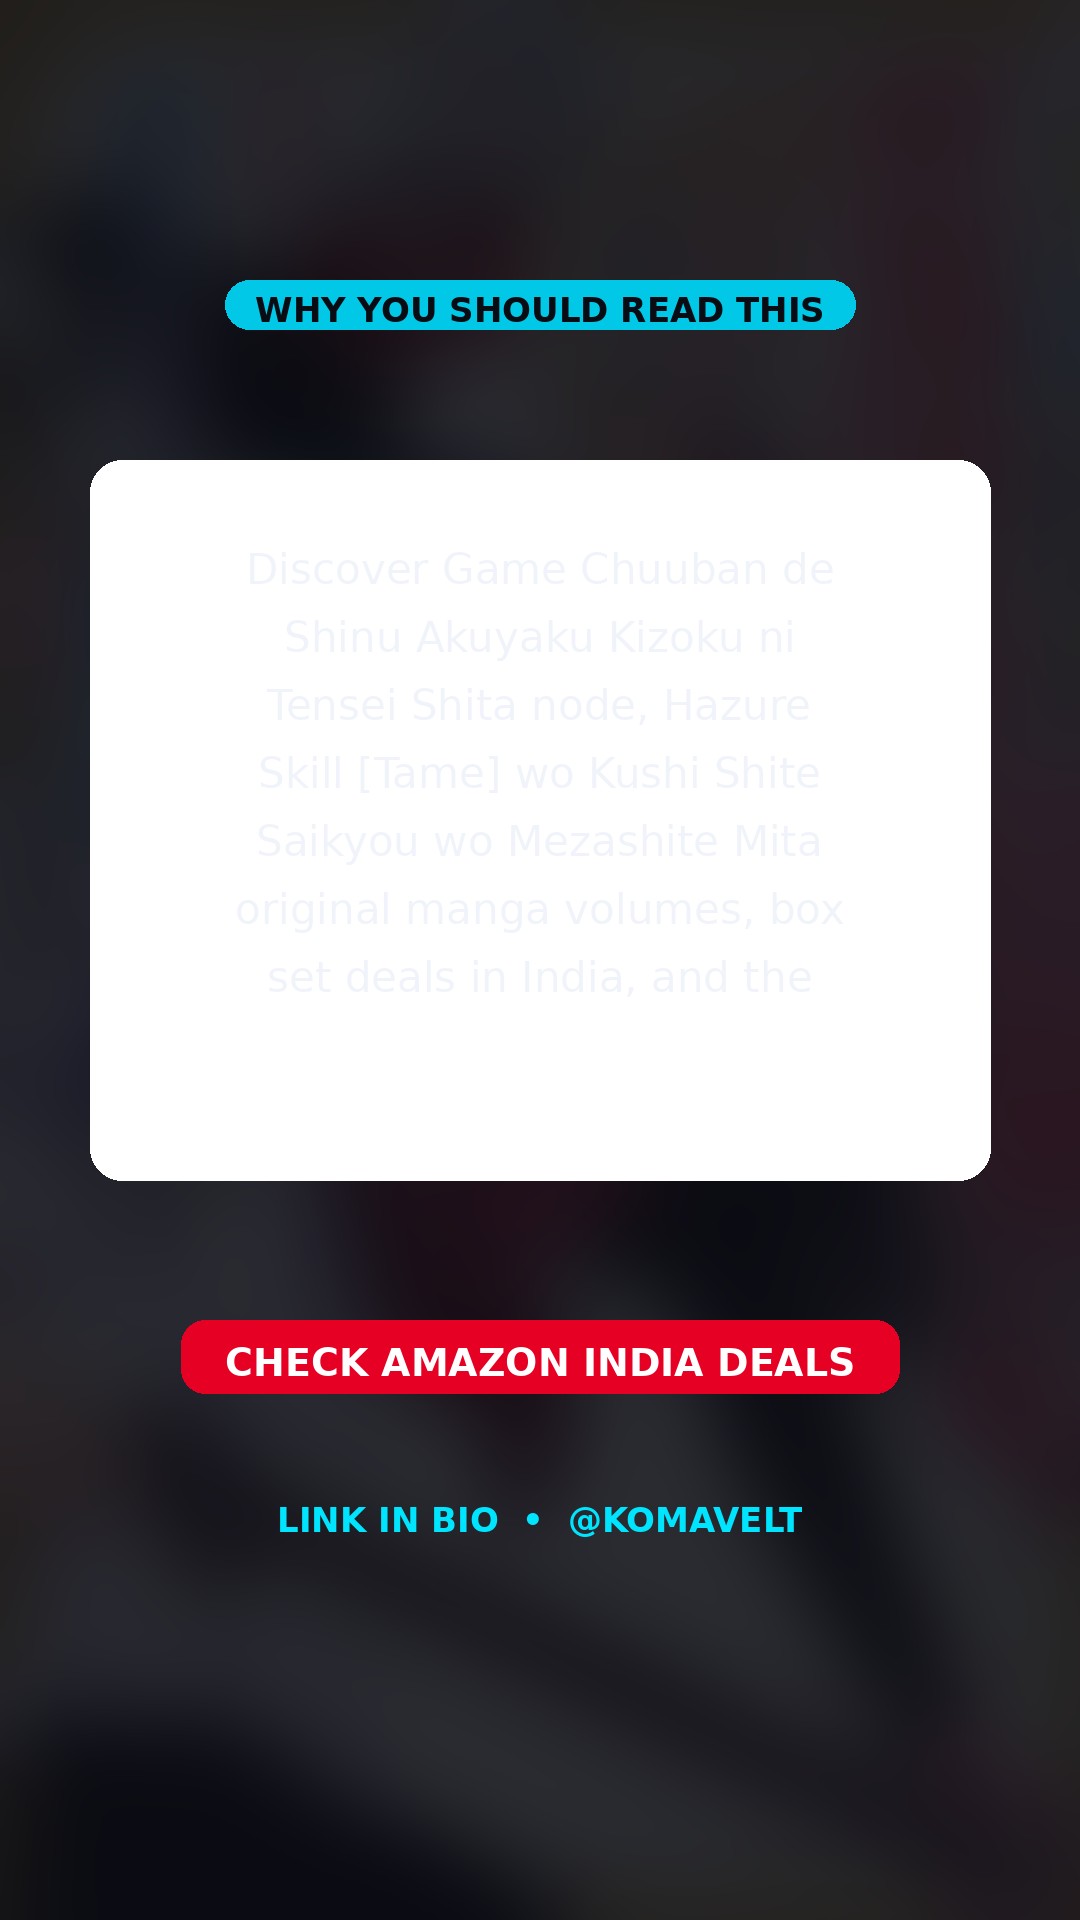 WHY YOU SHOULD READ THIS
Discover Game Chuuban de
Shinu Akuyaku Kizoku ni
Tensei Shita node, Hazure
Skill [Tame] wo Kushi Shite
Saikyou wo Mezashite Mita
original manga volumes, box
set deals in India, and the
CHECK AMAZON INDIA DEALS
LINK IN BIO • @KOMAVELT